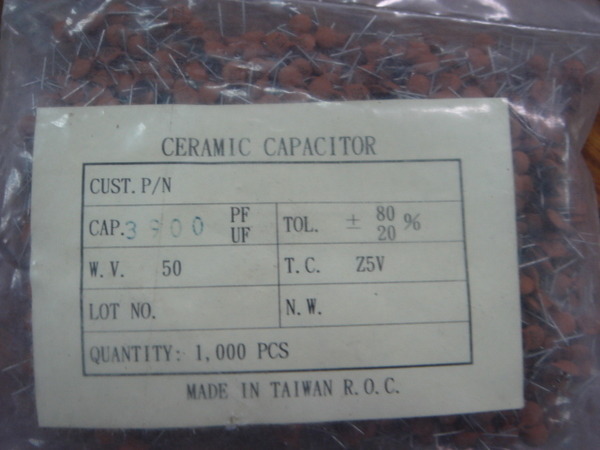 CERAMIC CAPACITOR
CUST. P/N
CAP. 3900 PF UF TOL. ± 80 20 %
W. V. 50 T. C. Z5V
LOT NO. N. W.
QUANTITY: 1,000 PCS
MADE IN TAIWAN R. O. C.